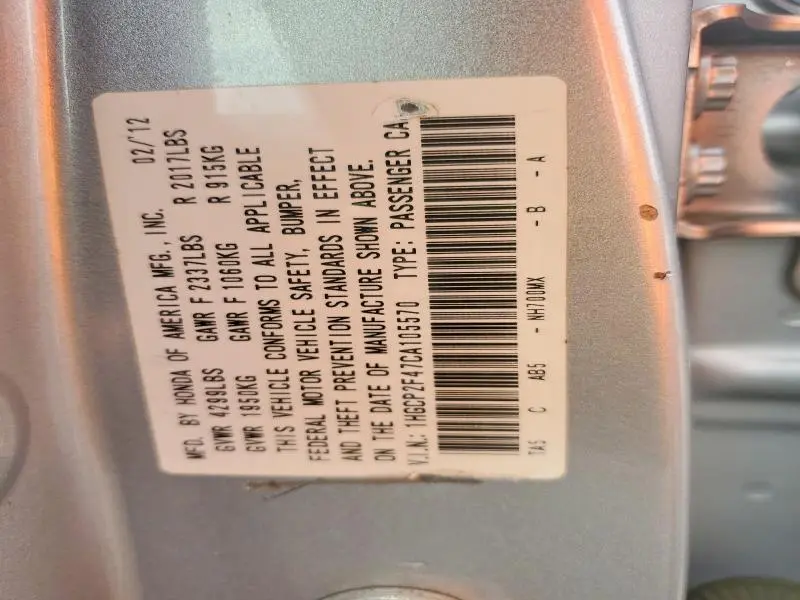 MFD. BY HONDA OF AMERICA MFG., INC. 02/'12
GVWR 4299LBS GAWR F 2337LBS R 2017LBS
GVWR 1950KG GAWR F 1060KG R 915KG
THIS VEHICLE CONFORMS TO ALL APPLICABLE
FEDERAL MOTOR VEHICLE SAFETY, BUMPER,
AND THEFT PREVENTION STANDARDS IN EFFECT
ON THE DATE OF MANUFACTURE SHOWN ABOVE.
V.I.N.: 1HGCP2F47CA105570 TYPE: PASSENGER CA
TA5 C AB5 - NH700MX - B - A